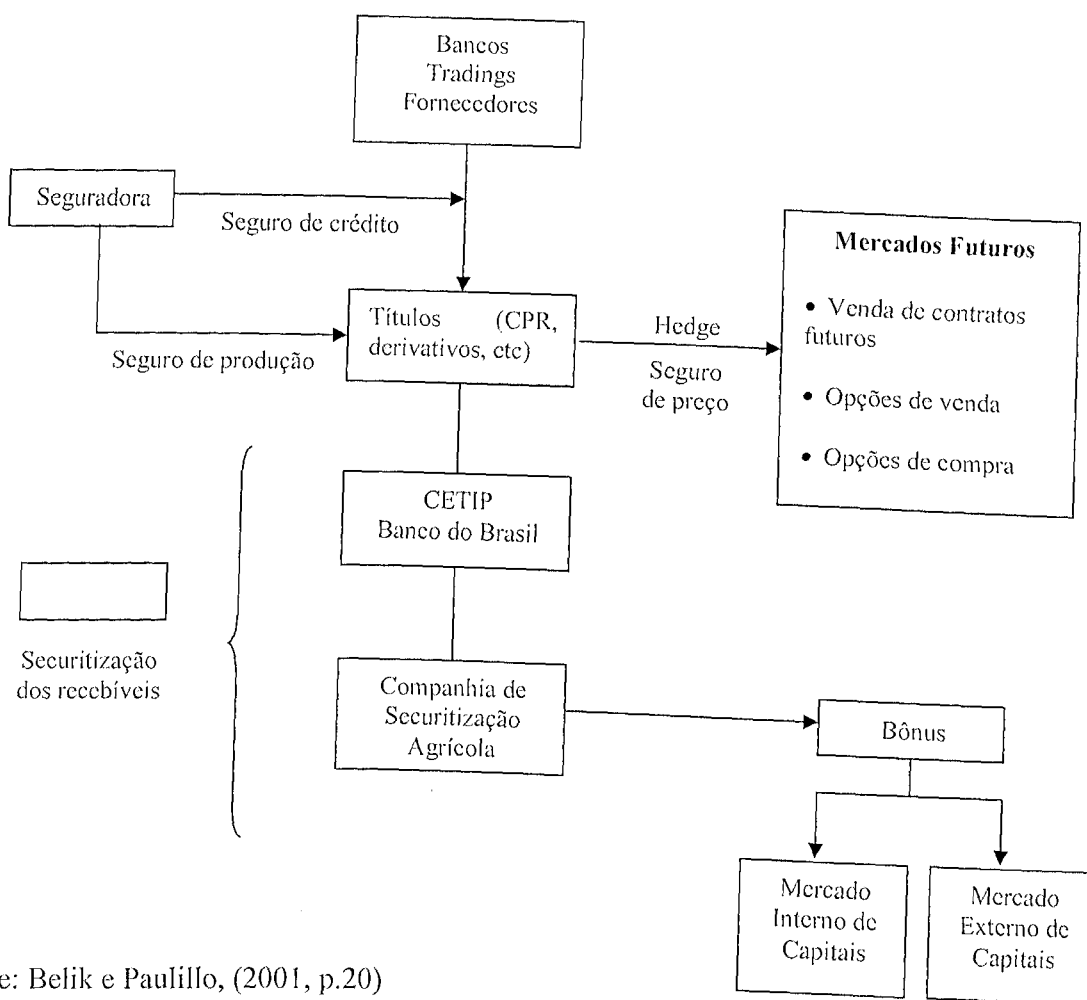 Bancos
Tradings
Fornecedores
Seguradora
Seguro de crédito
Mercados Futuros
• Venda de contratos
futuros
• Opções de venda
• Opções de compra
Títulos (CPR,
derivativos, etc)
Hedge
Seguro
de preço
Seguro de produção
CETIP
Banco do Brasil
Securitização
dos recebíveis
Companhia de
Securitização
Agrícola
Bônus
Mercado
Interno de
Capitais
Mercado
Externo de
Capitais
e: Belik e Paulillo, (2001, p.20)